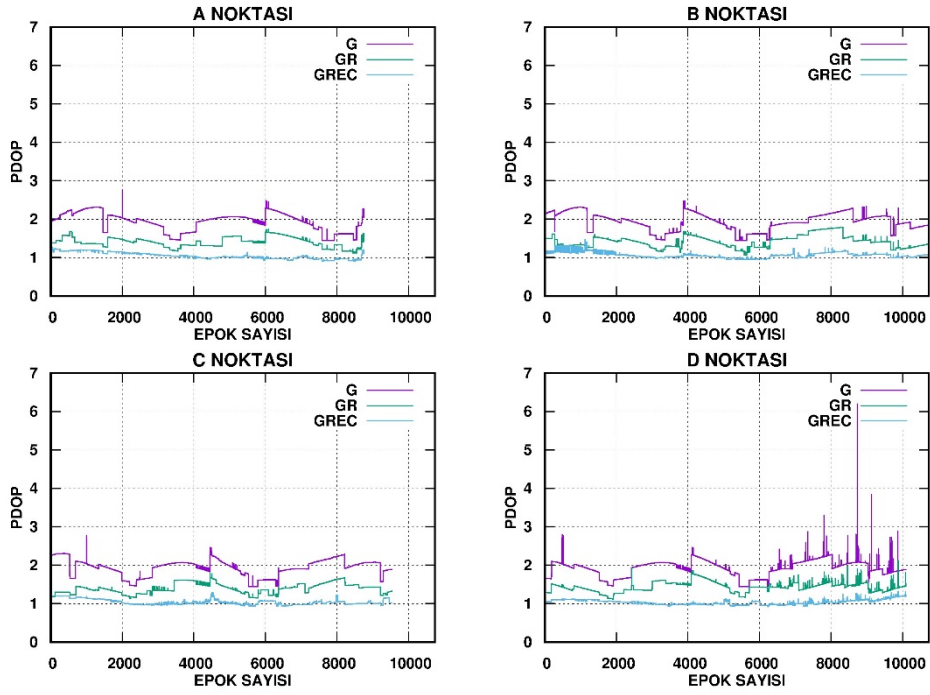 A NOKTASI
7
6
5
4
3
2
1
0
PDOP
G
GR
GREC
0 2000 4000 6000 8000 10000
EPOK SAYISI
B NOKTASI
7
6
5
4
3
2
1
0
PDOP
G
GR
GREC
0 2000 4000 6000 8000 10000
EPOK SAYISI
C NOKTASI
7
6
5
4
3
2
1
0
PDOP
G
GR
GREC
0 2000 4000 6000 8000 10000
EPOK SAYISI
D NOKTASI
7
6
5
4
3
2
1
0
PDOP
G
GR
GREC
0 2000 4000 6000 8000 10000
EPOK SAYISI